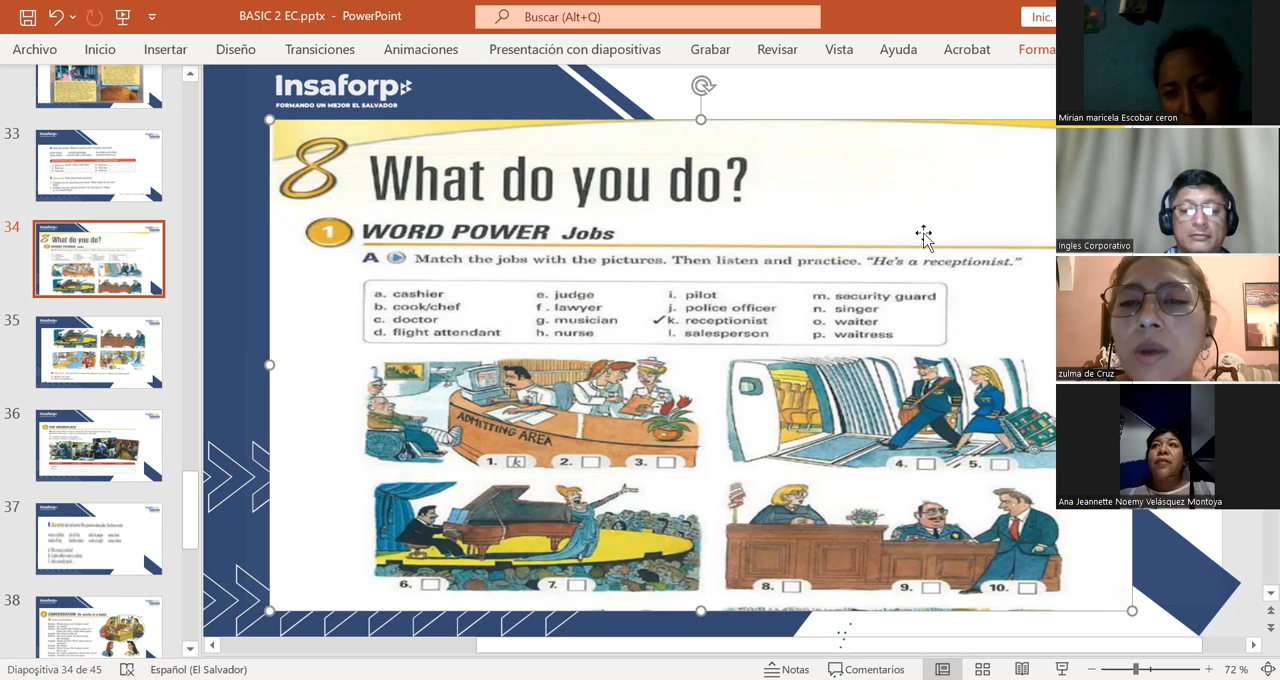 BASIC 2 EC.pptx - PowerPoint
Buscar (Alt+Q)
Inic.
Archivo Inicio Insertar Diseño Transiciones Animaciones Presentación con diapositivas Grabar Revisar Vista Ayuda Acrobat Forma
33
34
35
36
37
38
Insaforp
FORMANDO UN MEJOR EL SALVADOR
8 What do you do?
1 WORD POWER Jobs
A Match the jobs with the pictures. Then listen and practice. "He's a receptionist."
a. cashier e. judge i. pilot m. security guard
b. cook/chef f. lawyer j. police officer n. singer
c. doctor g. musician ✓k. receptionist o. waiter
d. flight attendant h. nurse l. salesperson p. waitress
ADMITTING AREA
1. k 2. 3. 4. 5.
6. 7. 8. 9. 10.
Mirian maricela Escobar ceron
Ingles Corporativo
zulma de Cruz
Ana Jeannette Noemy Velásquez Montoya
Diapositiva 34 de 45 Español (El Salvador) Notas Comentarios 72 %